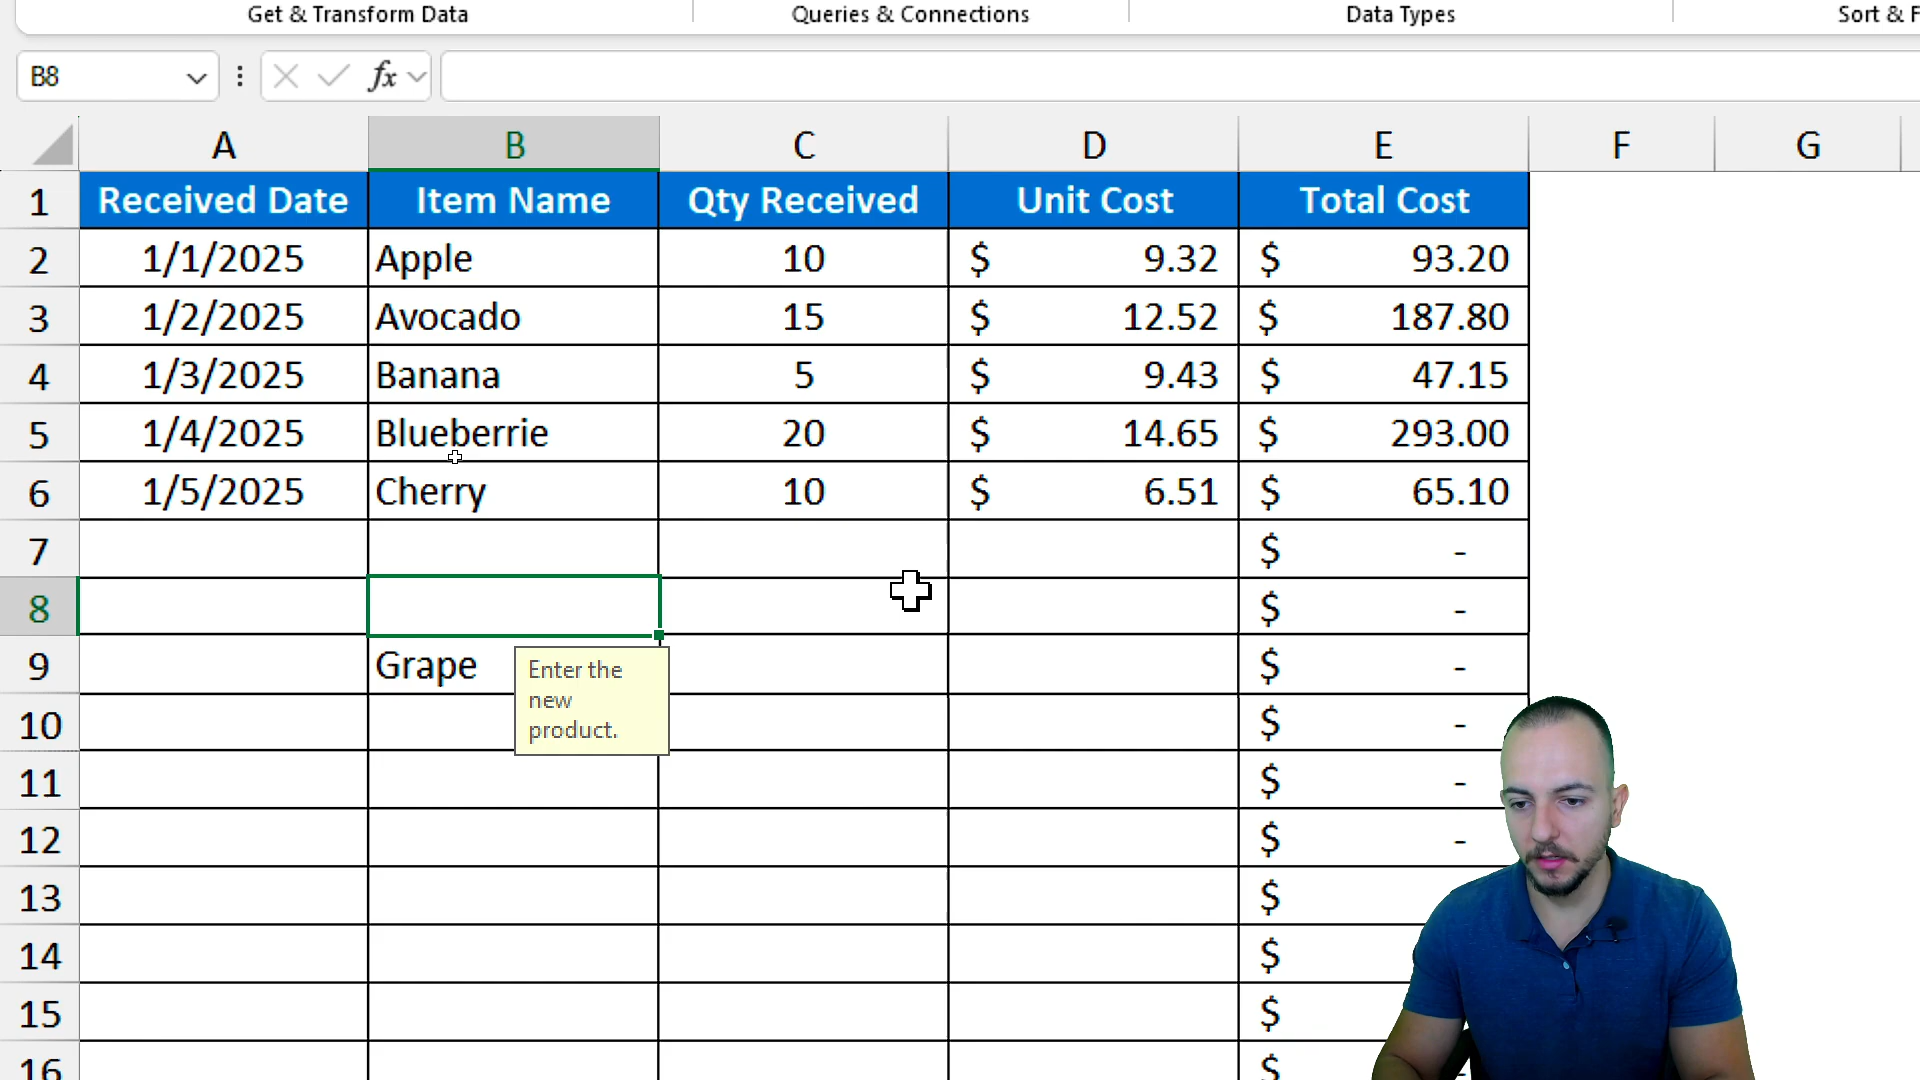 Get & Transform Data Queries & Connections Data Types Sort & F
B8 fx
A B C D E F G
1 Received Date Item Name Qty Received Unit Cost Total Cost
2 1/1/2025 Apple 10 $ 9.32 $ 93.20
3 1/2/2025 Avocado 15 $ 12.52 $ 187.80
4 1/3/2025 Banana 5 $ 9.43 $ 47.15
5 1/4/2025 Blueberrie 20 $ 14.65 $ 293.00
6 1/5/2025 Cherry 10 $ 6.51 $ 65.10
7 $ -
8 $ -
9 Grape $ -
Enter the
new
product.
10 $ -
11 $ -
12 $ -
13 $
14 $
15 $
16 $ -